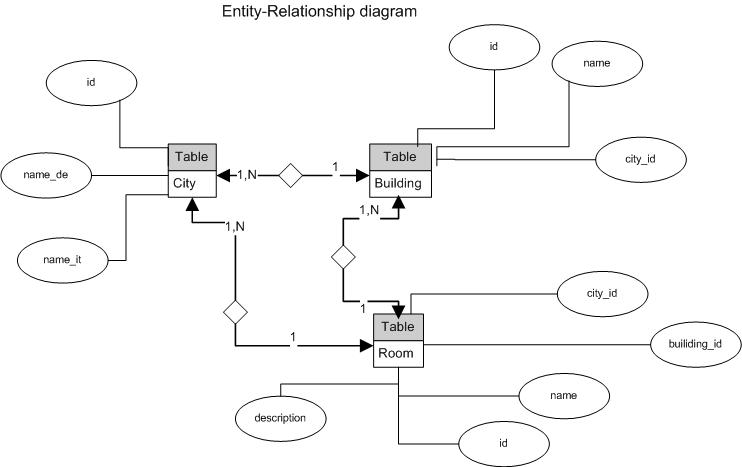 Entity-Relationship diagram
id
name
id
Table
City
1,N
1
Table
Building
city_id
name_de
name_it
1,N
1,N
city_id
1
Table
Room
1
builiding_id
name
description
id